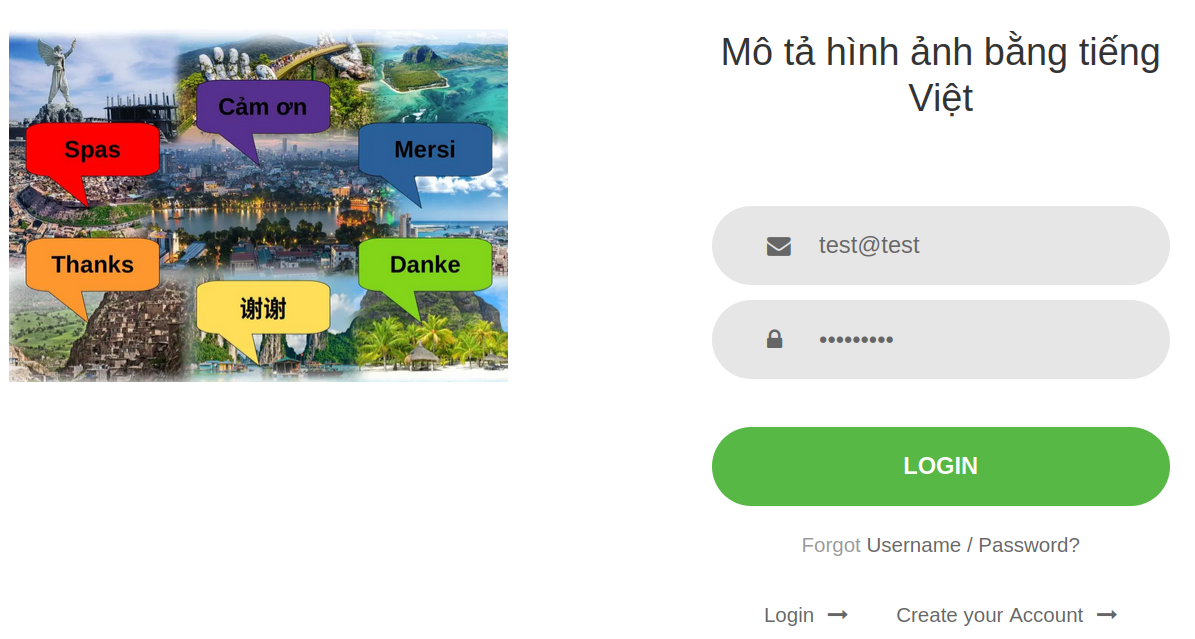 Cảm ơn
Spas
Mersi
Thanks
Danke
谢谢
Mô tả hình ảnh bằng tiếng
Việt
test@test
•••••••••
LOGIN
Forgot Username / Password?
Login
Create your Account